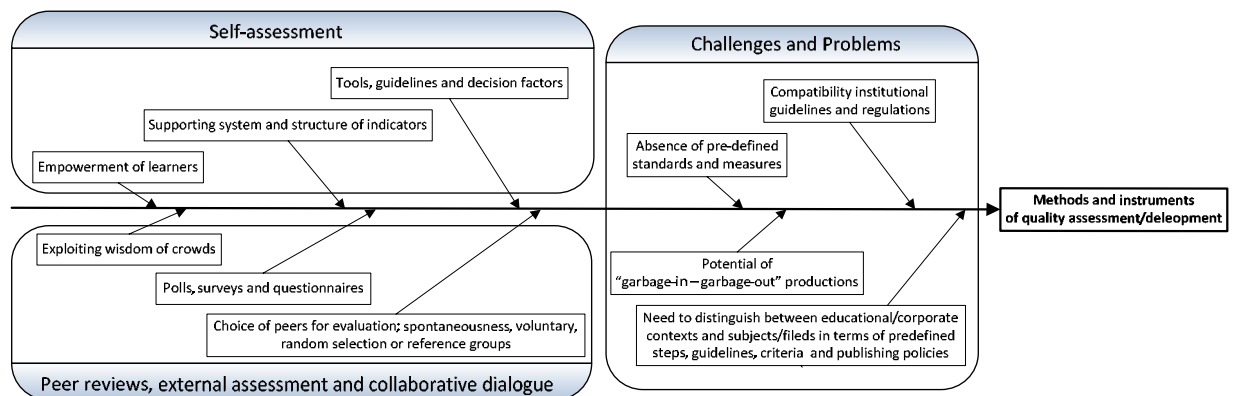 Self-assessment
Tools, guidelines and decision factors
Supporting system and structure of indicators
Empowerment of learners
Exploiting wisdom of crowds
Polls, surveys and questionnaires
Choice of peers for evaluation; spontaneousness, voluntary,
random selection or reference groups
Peer reviews, external assessment and collaborative dialogue
Challenges and Problems
Compatibility institutional
guidelines and regulations
Absence of pre-defined
standards and measures
Potential of
“garbage-in–garbage-out” productions
Need to distinguish between educational/corporate
contexts and subjects/fileds in terms of predefined
steps, guidelines, criteria and publishing policies
Methods and instruments
of quality assessment/deleopment